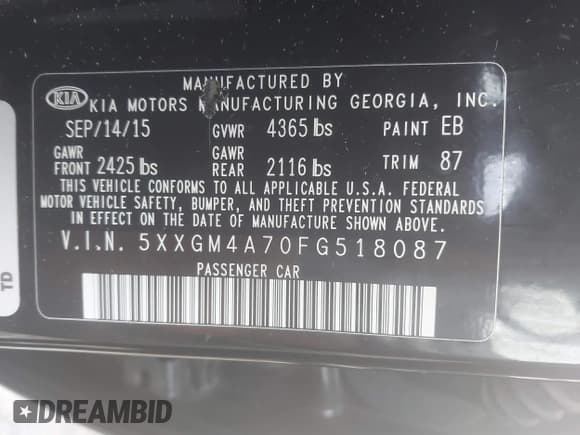 MANUFACTURED BY
KIA KIA MOTORS MANUFACTURING GEORGIA, INC.
SEP/14/15 GVWR 4365 lbs PAINT EB
GAWR FRONT 2425 lbs GAWR REAR 2116 lbs TRIM 87
THIS VEHICLE CONFORMS TO ALL APPLICABLE U.S.A. FEDERAL
MOTOR VEHICLE SAFETY, BUMPER, AND THEFT PREVENTION STANDARDS
IN EFFECT ON THE DATE OF MANUFACTURE SHOWN ABOVE.
V.I.N. 5XXGM4A70FG518087
PASSENGER CAR
TD
DREAMBID